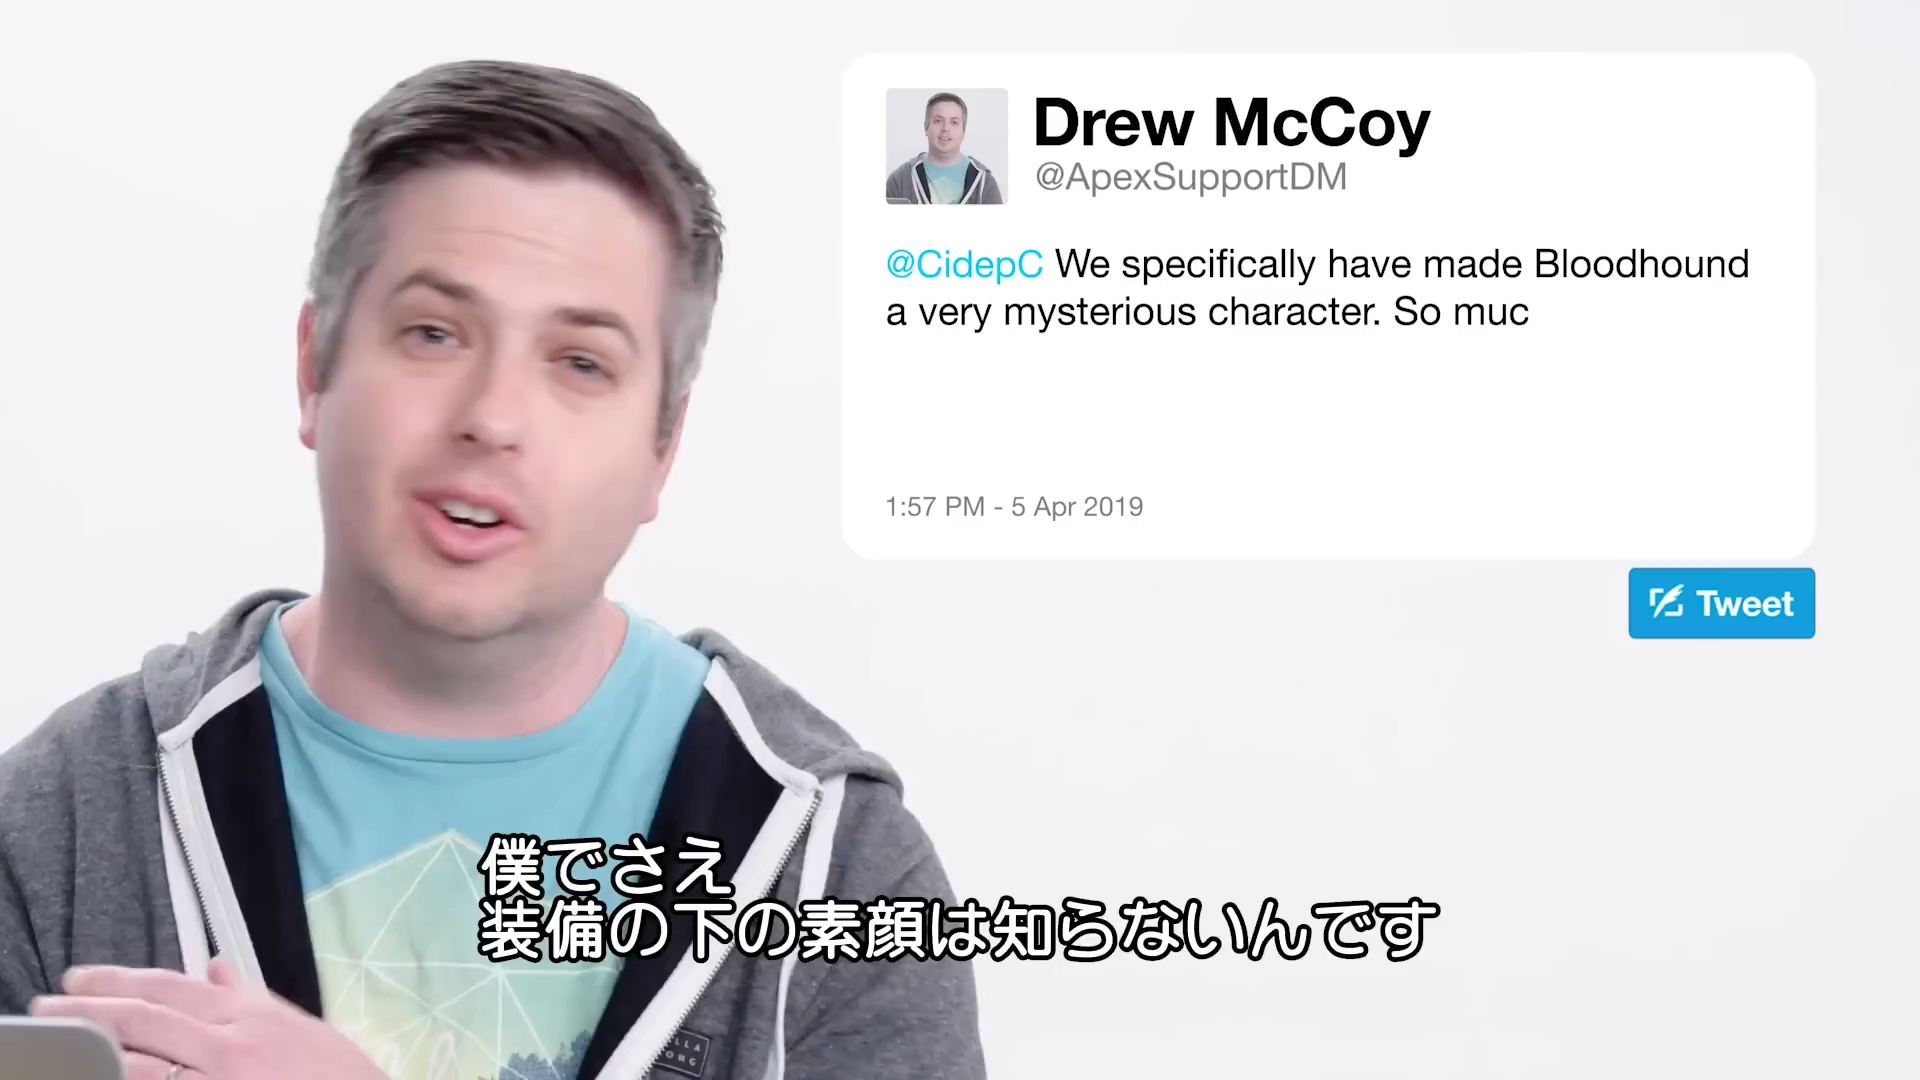 Drew McCoy
@ApexSupportDM
@CidepC We specifically have made Bloodhound
a very mysterious character. So muc
1:57 PM - 5 Apr 2019
Tweet
僕でさえ
装備の下の素顔は知らないんです